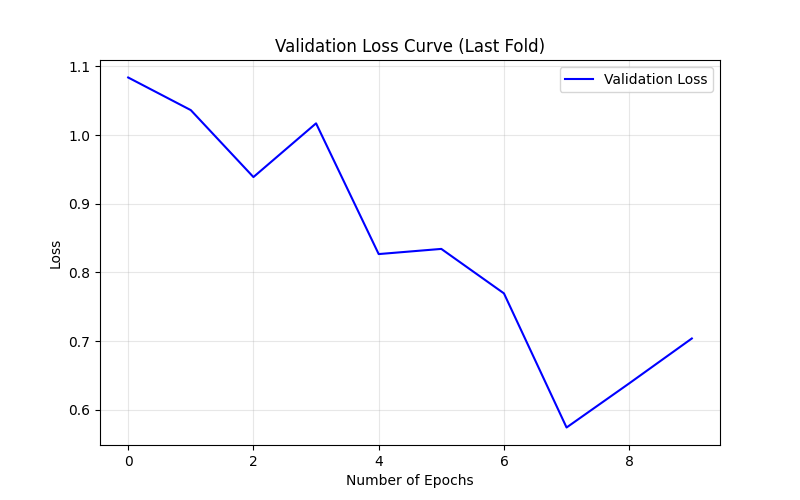 Validation Loss Curve (Last Fold)
Validation Loss
1.1
1.0
0.9
0.8
0.7
0.6
Loss
0 2 4 6 8
Number of Epochs